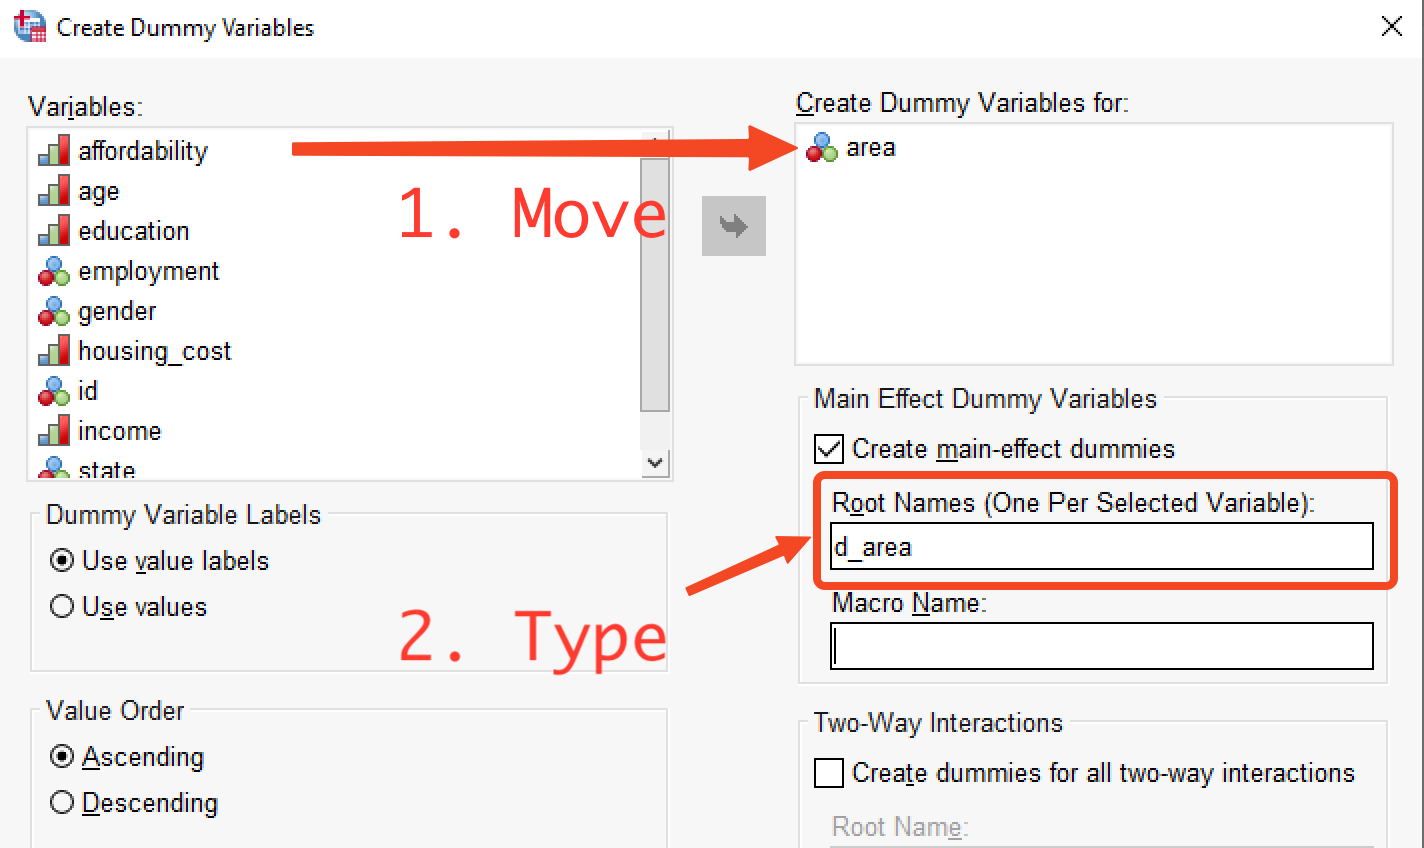 Create Dummy Variables
Variables:
affordability
age
education
employment
gender
housing_cost
id
income
state
1. Move
Create Dummy Variables for:
area
Dummy Variable Labels
Use value labels
Use values
2. Type
Value Order
Ascending
Descending
Main Effect Dummy Variables
Create main-effect dummies
Root Names (One Per Selected Variable):
d_area
Macro Name:
Two-Way Interactions
Create dummies for all two-way interactions
Root Name: